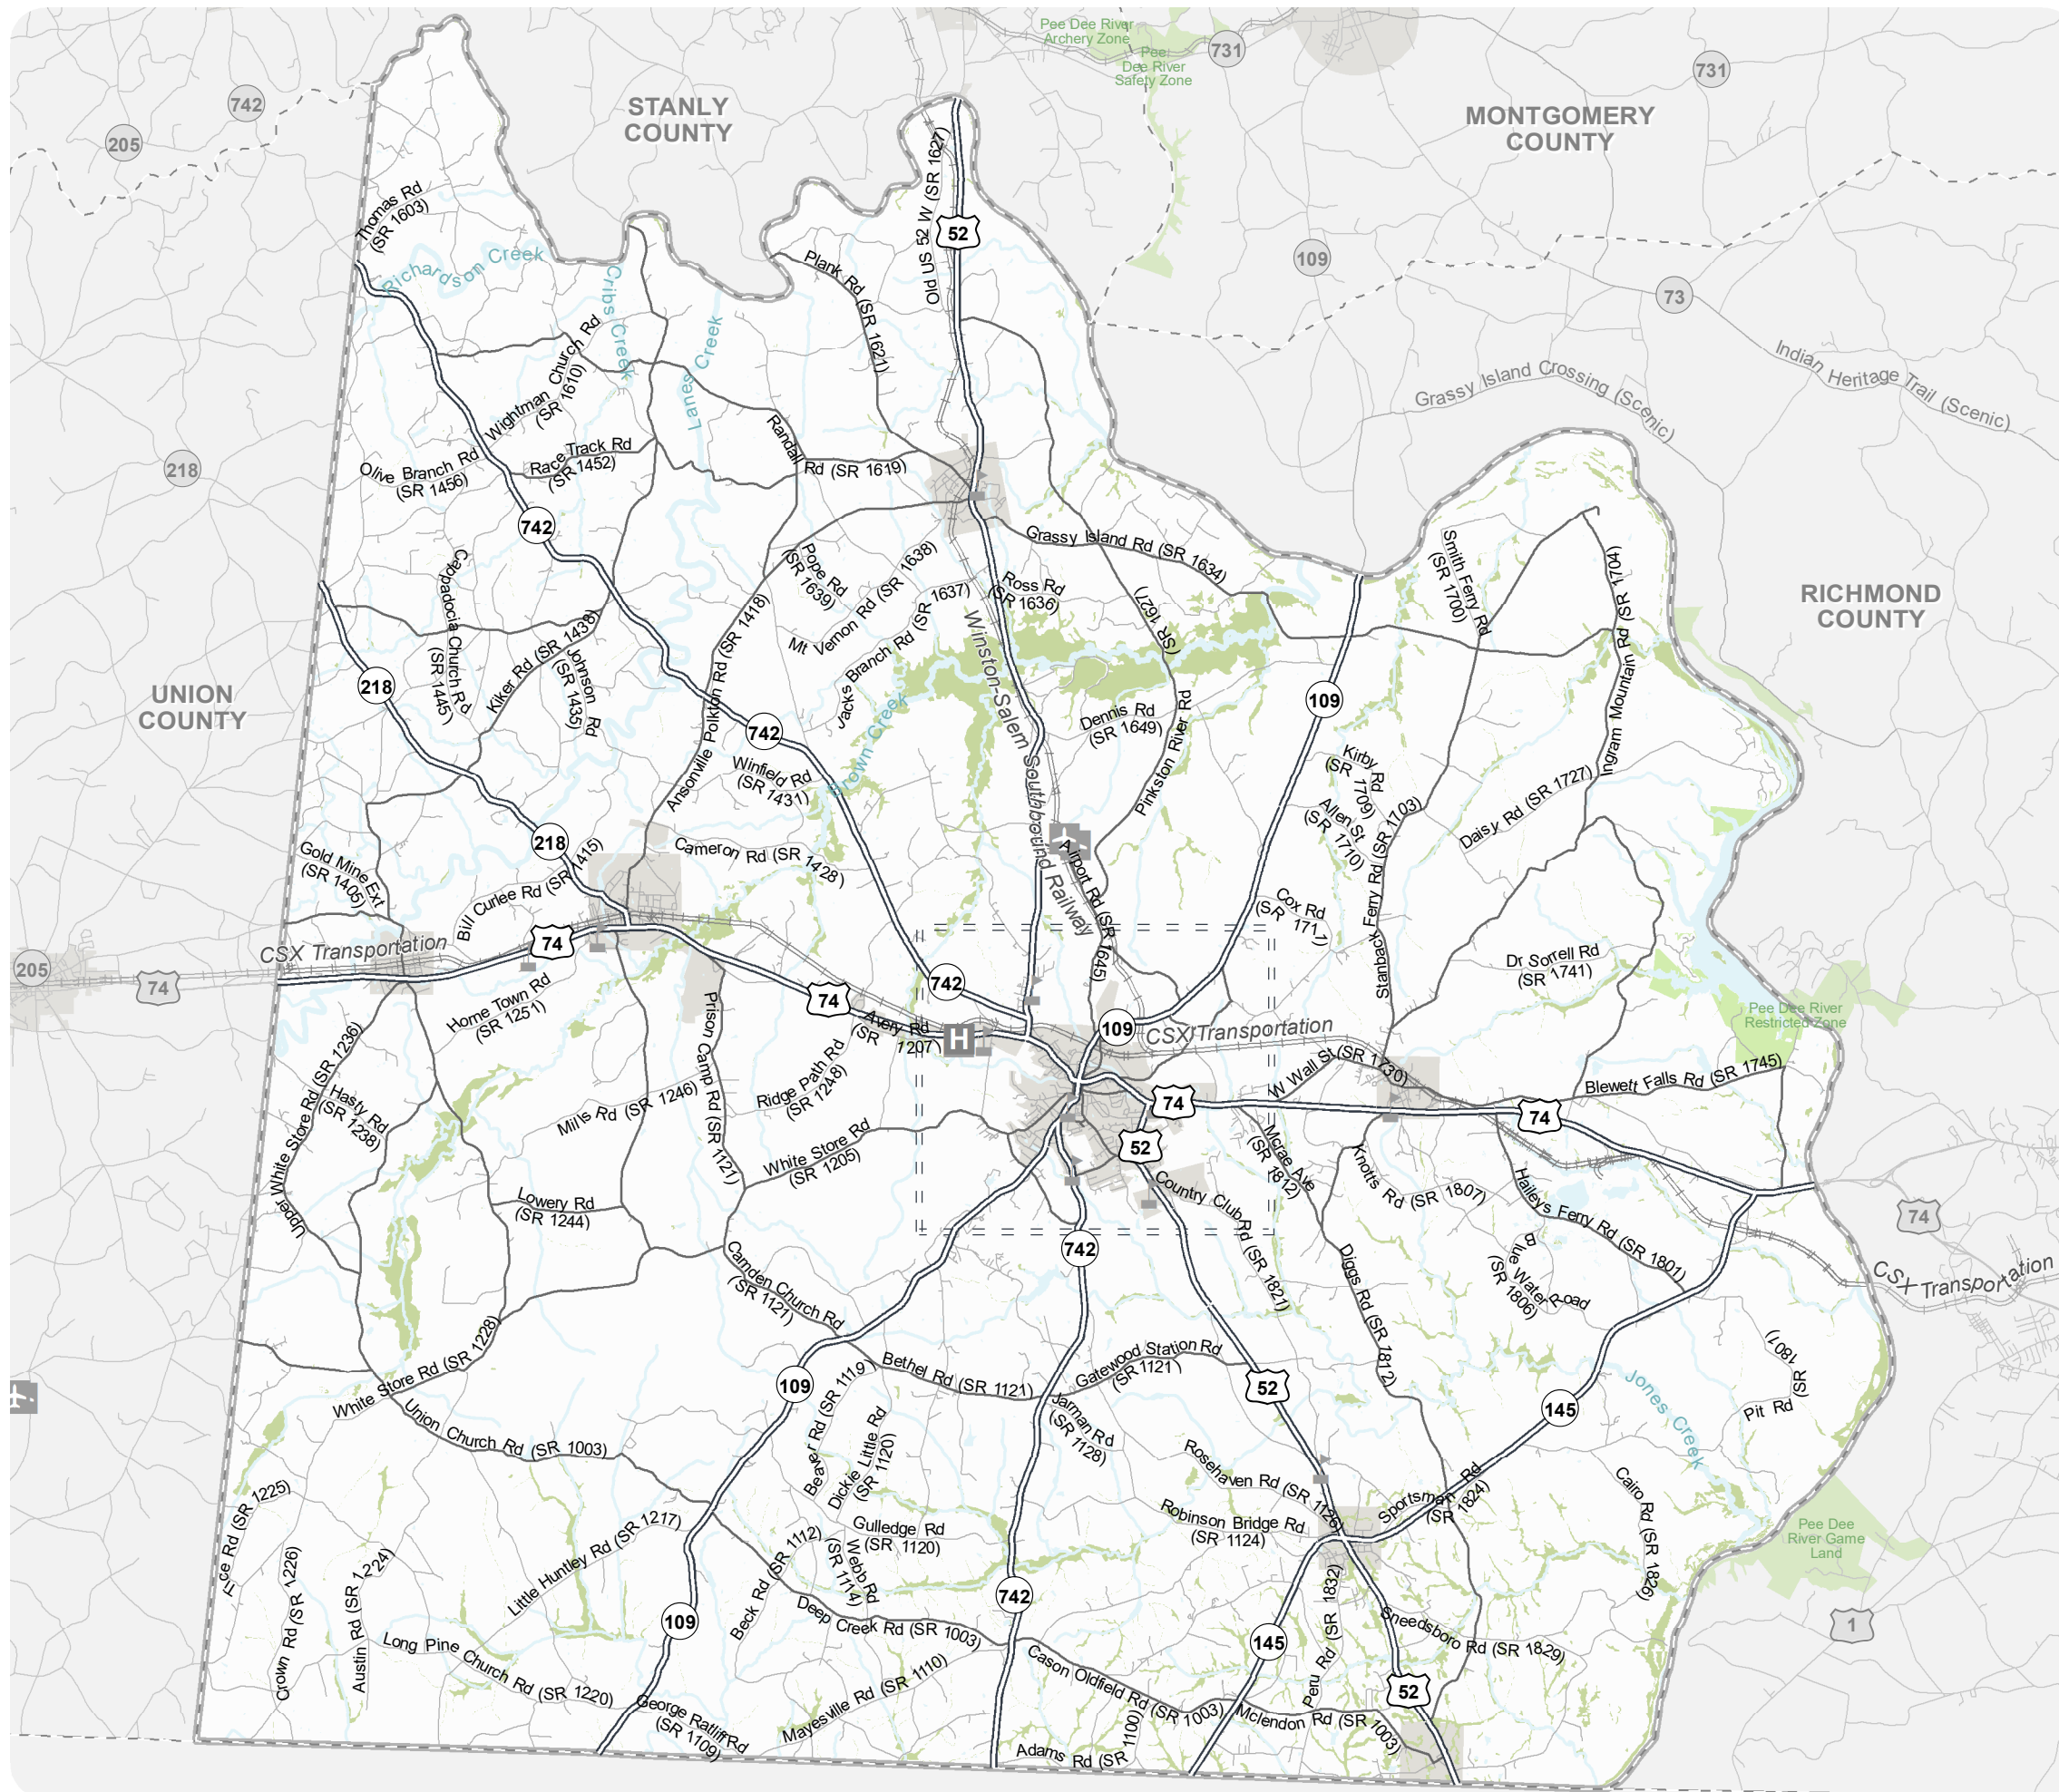 Pee Dee River
Archery Zone
Pee
Dee River
Safety Zone
731
731
742
205
STANLY
COUNTY
MONTGOMERY
COUNTY
Old US 52 W (SR 1627)
52
Thomas Rd
(SR 1603)
Richardson Creek
Cribs Creek
Lanes Creek
Plank Rd (SR 1621)
109
73
Indian Heritage Trail (Scenic)
Grassy Island Crossing (Scenic)
Wightman Church Rd
(SR 1610)
218
Olive Branch Rd
(SR 1456)
Race Track Rd
(SR 1452)
Randall Rd (SR 1619)
742
Grassy Island Rd (SR 1634)
Pope Rd
(SR 1639)
Mt Vernon Rd (SR 1638)
Jacks Branch Rd (SR 1637)
Ross Rd
(SR 1636)
Pinkston River Rd (SR 1621)
Smith Ferry Rd
(SR 1700)
Ingram Mountain Rd (SR 1704)
RICHMOND
COUNTY
UNION
COUNTY
Cappadocia Church Rd
(SR 1445)
Kiker Rd (SR 1438)
Johnson Rd
(SR 1435)
218
Ansonville Polkton Rd (SR 1418)
742
Winfield Rd
(SR 1431)
Brown Creek
Winston-Salem Southbound Railway
Dennis Rd
(SR 1649)
109
Kirby Rd
(SR 1709)
Allen St
(SR 1710)
Stanback Ferry Rd (SR 1703)
Daisy Rd (SR 1727)
218
Gold Mine Ext
(SR 1405)
Bill Curlee Rd (SR 1415)
Cameron Rd (SR 1428)
Airport Rd (SR 1645)
Cox Rd
(SR 1711)
CSX Transportation
205
74
74
Dr Sorrell Rd
(SR 1741)
Pee Dee River
Restricted Zone
742
74
Avery Rd
(SR 1207)
H
109
CSX Transportation
Home Town Rd
(SR 1251)
Prison Camp Rd (SR 1121)
Upper White Store Rd (SR 1236)
Hasty Rd
(SR 1238)
Mills Rd (SR 1246)
Ridge Path Rd
(SR 1248)
White Store Rd
(SR 1205)
W Wall St (SR 1730)
Blewett Falls Rd (SR 1745)
74
74
52
Mcrae Ave
(SR 1812)
Knotts Rd (SR 1807)
Haileys Ferry Rd (SR 1801)
Country Club Rd (SR 1821)
Lowery Rd
(SR 1244)
74
742
Blue Water Road
(SR 1806)
CSX Transportation
Camden Church Rd
(SR 1121)
Diggs Rd (SR 1812)
White Store Rd (SR 1228)
Bethel Rd (SR 1121)
Gatewood Station Rd
(SR 1121)
109
52
Pit Rd (SR 1801)
Jones Creek
145
Union Church Rd (SR 1003)
Beaver Rd (SR 1119)
Dickie Little Rd
(SR 1120)
Jarman Rd
(SR 1128)
Rosehaven Rd (SR 1126)
Sportsman Rd
(SR 1824)
Cairo Rd (SR 1826)
Robinson Bridge Rd
(SR 1124)
Fice Rd (SR 1225)
Crown Rd (SR 1226)
Austin Rd (SR 1224)
Little Huntley Rd (SR 1217)
Beck Rd (SR 1112)
Gulledge Rd
(SR 1120)
Webb Rd
(SR 1114)
Pee Dee
River Game
Land
742
109
Deep Creek Rd (SR 1003)
Long Pine Church Rd (SR 1220)
145
Peru Rd (SR 1832)
Sneedsboro Rd (SR 1829)
1
52
George Ratliff Rd
(SR 1109)
Mayesville Rd (SR 1110)
Cason Oldfield Rd (SR 1003)
Mclendon Rd (SR 1003)
Adams Rd (SR 1100)